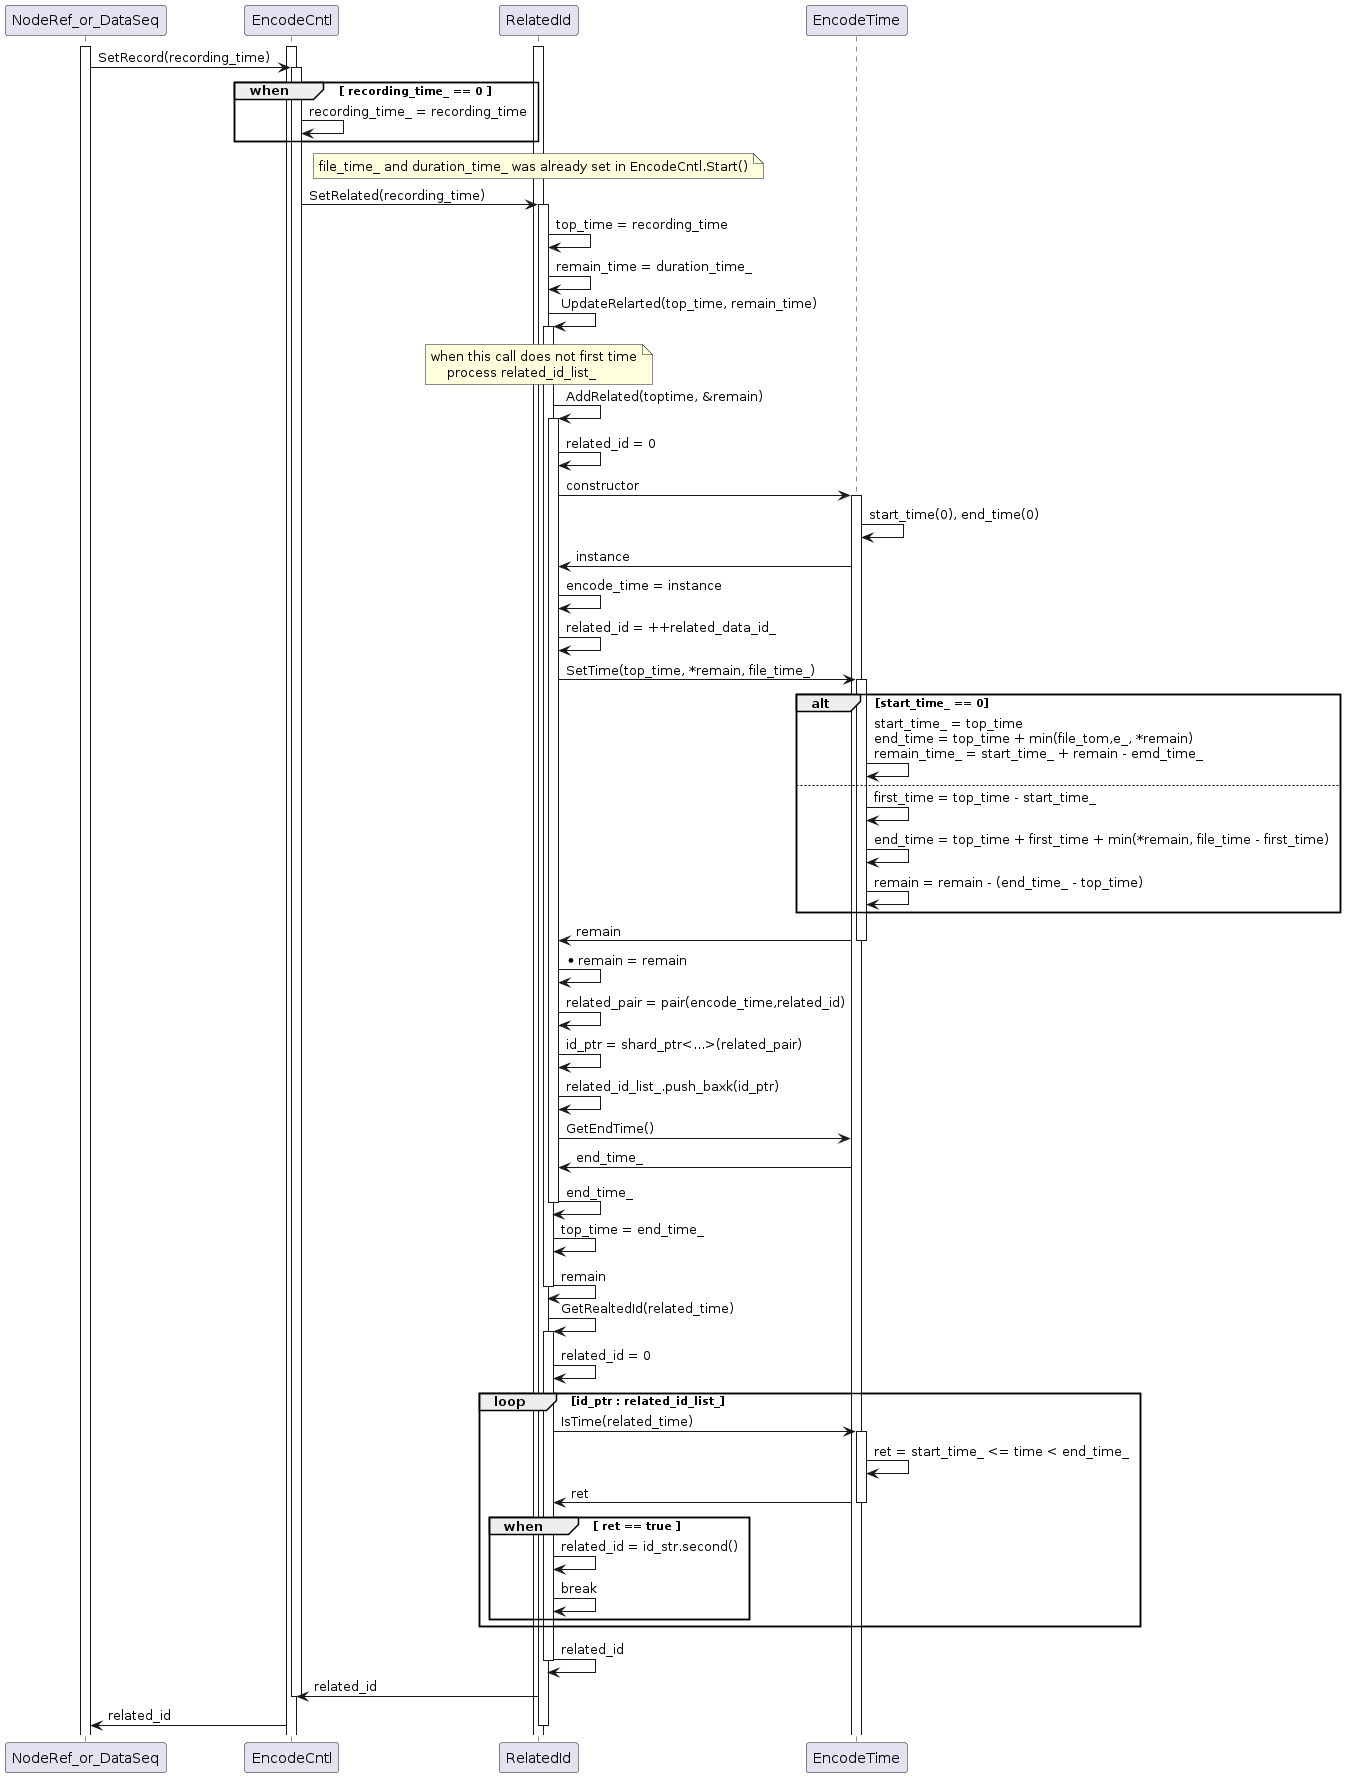 NodeRef_or_DataSeq EncodeCntl RelatedId EncodeTime
SetRecord(recording_time)
when [ recording_time_ == 0 ]
recording_time_ = recording_time
file_time_ and duration_time_ was already set in EncodeCntl.Start()
SetRelated(recording_time)
top_time = recording_time
remain_time = duration_time_
UpdateRelarted(top_time, remain_time)
when this call does not first time
process related_id_list_
AddRelated(toptime, &remain)
related_id = 0
constructor
start_time(0), end_time(0)
instance
encode_time = instance
related_id = ++related_data_id_
SetTime(top_time, *remain, file_time_)
alt [start_time_ == 0]
start_time_ = top_time
end_time = top_time + min(file_tom,e_, *remain)
remain_time_ = start_time_ + remain - emd_time_
first_time = top_time - start_time_
end_time = top_time + first_time + min(*remain, file_time - first_time)
remain = remain - (end_time_ - top_time)
remain
• remain = remain
related_pair = pair(encode_time,related_id)
id_ptr = shard_ptr<...>(related_pair)
related_id_list_.push_baxk(id_ptr)
GetEndTime()
end_time_
end_time_
top_time = end_time_
remain
GetRealtedId(related_time)
related_id = 0
loop [id_ptr : related_id_list_]
IsTime(related_time)
ret = start_time_ <= time < end_time_
ret
when [ ret == true ]
related_id = id_str.second()
break
related_id
related_id
related_id
NodeRef_or_DataSeq EncodeCntl RelatedId EncodeTime